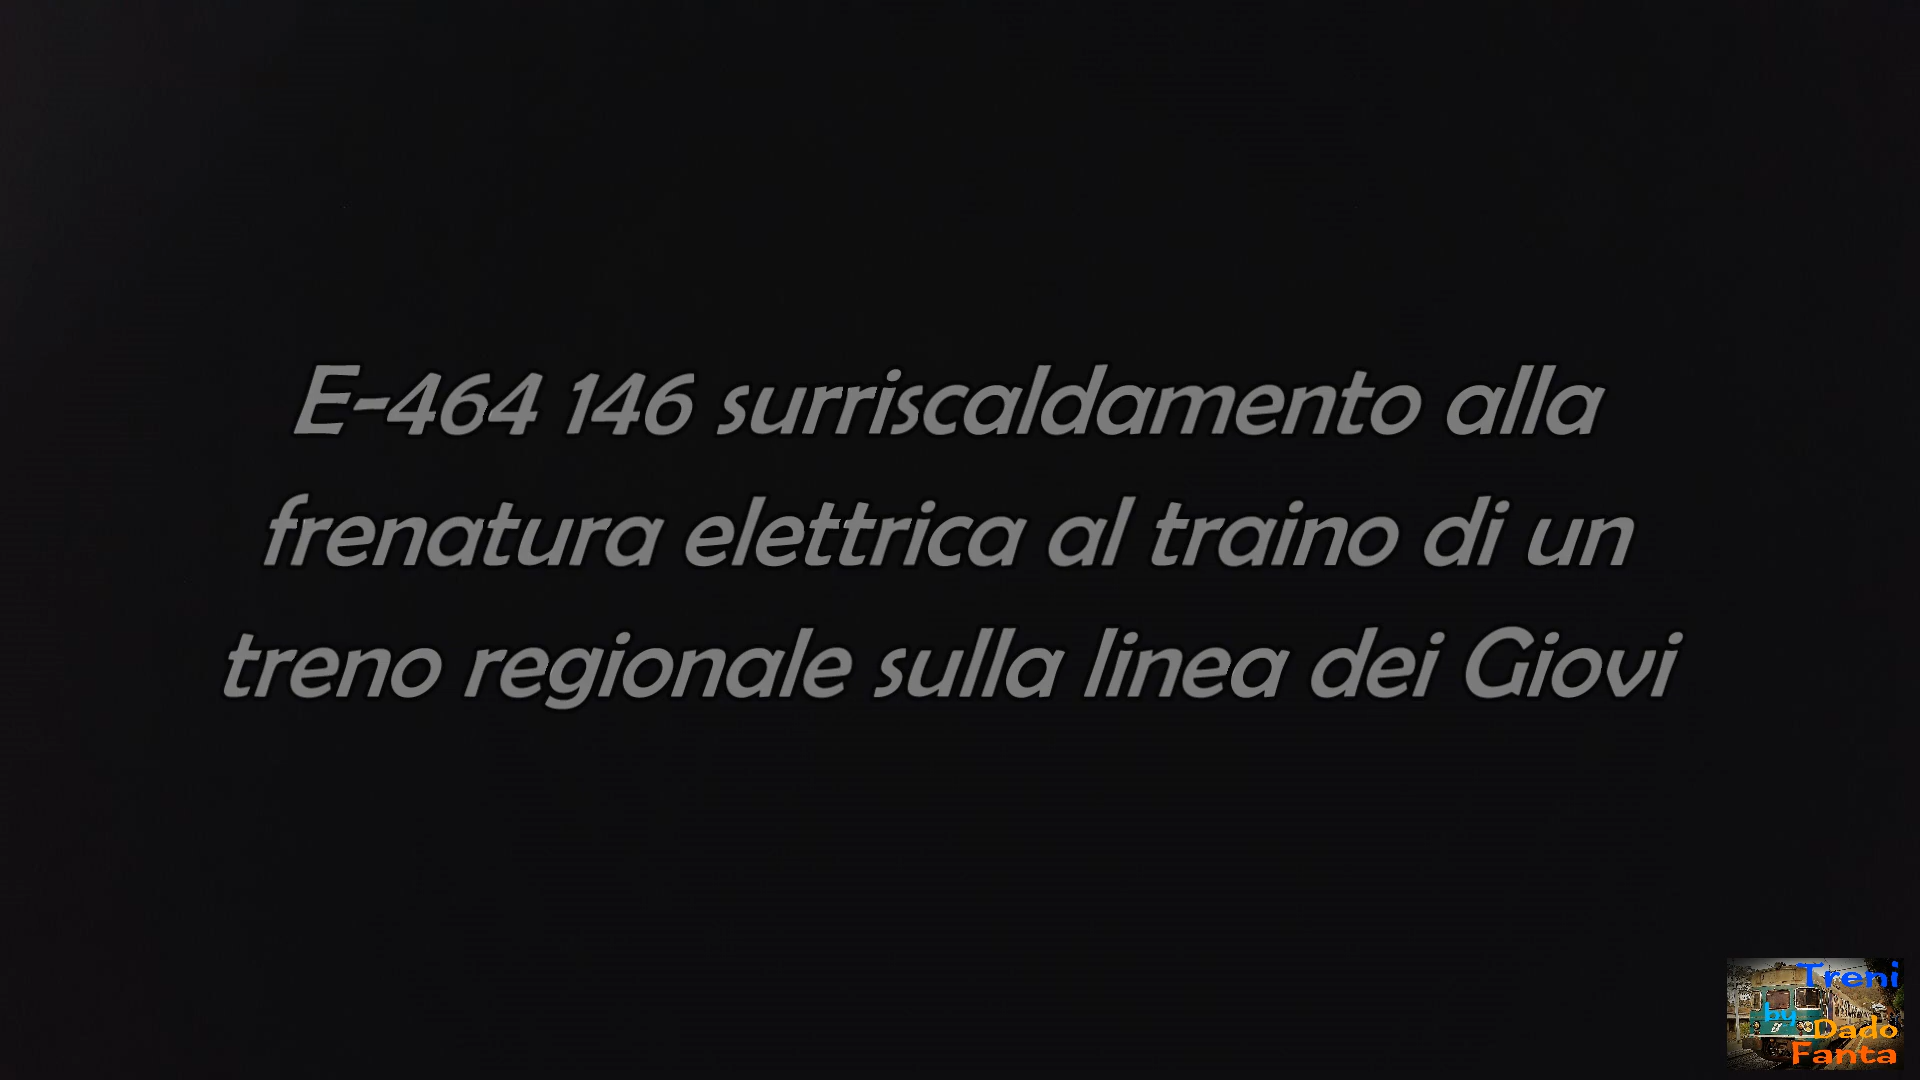 E-464 146 surriscaldamento alla
frenatura elettrica al traino di un
treno regionale sulla linea dei Giovi
Treni
by
Dado
Fanta